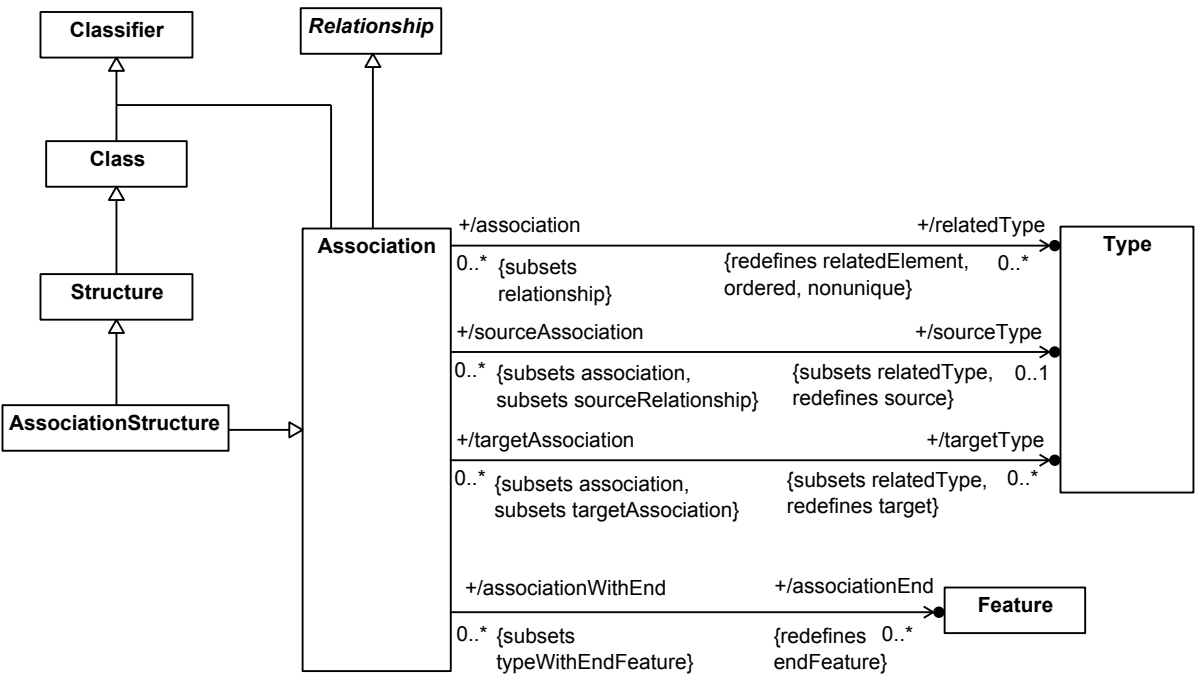 Classifier
Relationship
Class
Structure
AssociationStructure
Association
Type
+/association
+/relatedType
0..* {subsets
relationship}
{redefines relatedElement, 0..*
ordered, nonunique}
+/sourceAssociation
+/sourceType
0..* {subsets association,
subsets sourceRelationship}
{subsets relatedType, 0..1
redefines source}
+/targetAssociation
+/targetType
0..* {subsets association,
subsets targetAssociation}
{subsets relatedType, 0..*
redefines target}
+/associationWithEnd
+/associationEnd
Feature
0..* {subsets
typeWithEndFeature}
{redefines 0..*
endFeature}